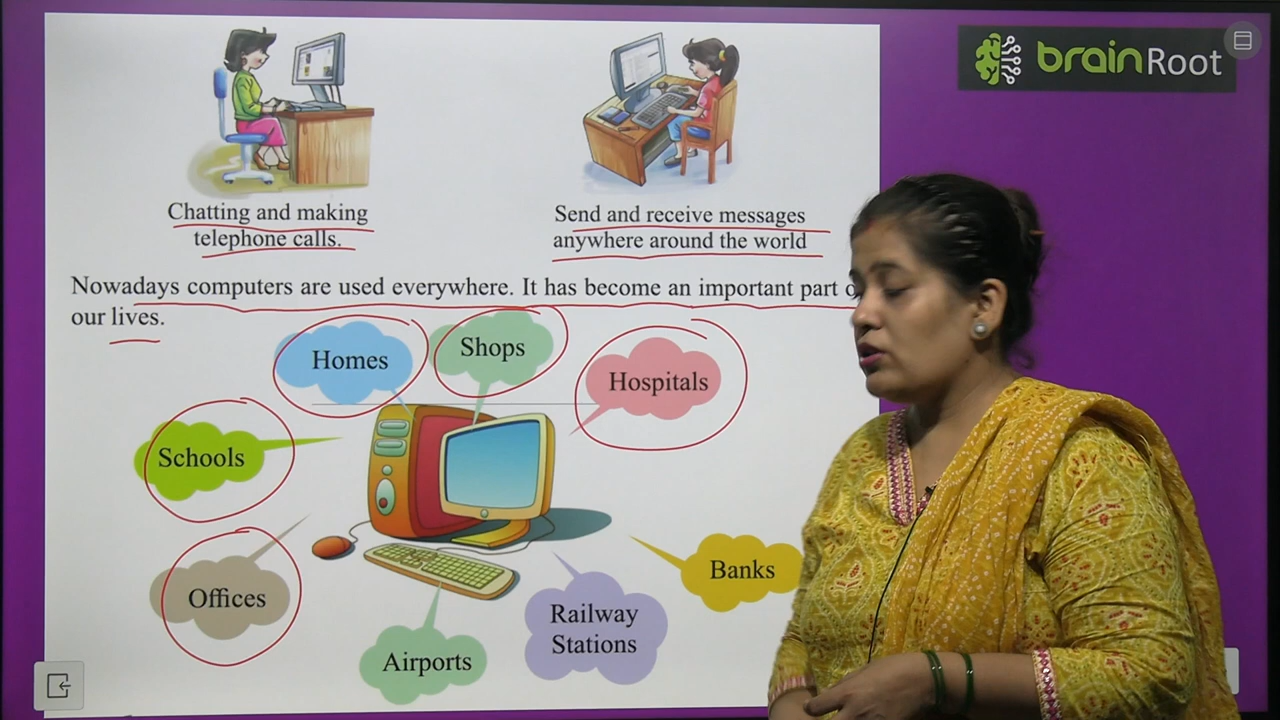 brainRoot
Chatting and making
telephone calls.
Send and receive messages
anywhere around the world
Nowadays computers are used everywhere. It has become an important part
our lives.
Homes
Shops
Hospitals
Schools
Offices
Banks
Railway
Stations
Airports